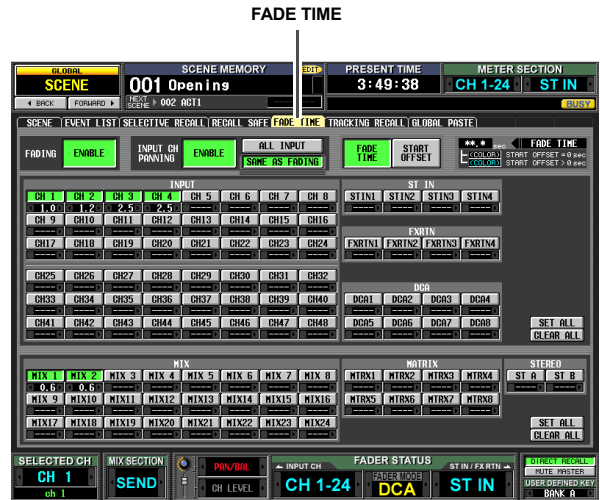 FADE TIME
GLOBAL SCENE MEMORY EDIT PRESENT TIME METER SECTION
SCENE 001 Opening 3:49:38 CH 1-24 ST IN
BACK FORWARD NEXT SCENE 002 ACT1 BUSY
SCENE EVENT LIST SELECTIVE RECALL RECALL SAFE FADE TIME TRACKING RECALL GLOBAL PASTE
FADING ENABLE INPUT CH PANNING ENABLE ALL INPUT SAME AS FADING FADE TIME START OFFSET **.* sec FADE TIME
(COLOR) START OFFSET=0sec
(COLOR) START OFFSET>0sec
INPUT ST IN
CH 1 CH 2 CH 3 CH 4 CH 5 CH 6 CH 7 CH 8 STIN1 STIN2 STIN3 STIN4
1.0 1.2 2.5 2.5 ---- ---- ---- ---- ---- ---- ---- ----
CH 9 CH10 CH11 CH12 CH13 CH14 CH15 CH16
---- ---- ---- ---- ---- ---- ---- ---- FXRTN
CH17 CH18 CH19 CH20 CH21 CH22 CH23 CH24 FXRTN1 FXRTN2 FXRTN3 FXRTN4
---- ---- ---- ---- ---- ---- ---- ---- ---- ---- ---- ----
CH25 CH26 CH27 CH28 CH29 CH30 CH31 CH32
---- ---- ---- ---- ---- ---- ---- ---- DCA
CH33 CH34 CH35 CH36 CH37 CH38 CH39 CH40 DCA1 DCA2 DCA3 DCA4
---- ---- ---- ---- ---- ---- ---- ---- ---- ---- ---- ----
CH41 CH42 CH43 CH44 CH45 CH46 CH47 CH48 DCA5 DCA6 DCA7 DCA8 SET ALL
---- ---- ---- ---- ---- ---- ---- ---- ---- ---- ---- ---- CLEAR ALL
MIX MATRIX STEREO
MIX 1 MIX 2 MIX 3 MIX 4 MIX 5 MIX 6 MIX 7 MIX 8 MTRX1 MTRX2 MTRX3 MTRX4 ST A ST B
0.6 0.6 ---- ---- ---- ---- ---- ---- ---- ---- ---- ---- ---- ----
MIX 9 MIX10 MIX11 MIX12 MIX13 MIX14 MIX15 MIX16 MTRX5 MTRX6 MTRX7 MTRX8
---- ---- ---- ---- ---- ---- ---- ---- ---- ---- ---- ----
MIX17 MIX18 MIX19 MIX20 MIX21 MIX22 MIX23 MIX24 SET ALL
---- ---- ---- ---- ---- ---- ---- ---- CLEAR ALL
SELECTED CH MIX SECTION PAN/BAL INPUT CH FADER STATUS ST IN / FX RTN DIRECT RECALL
CH 1 SEND CH LEVEL CH 1-24 FADER MODE DCA ST IN MUTE MASTER
ch 1 USER DEFINED KEY
BANK A